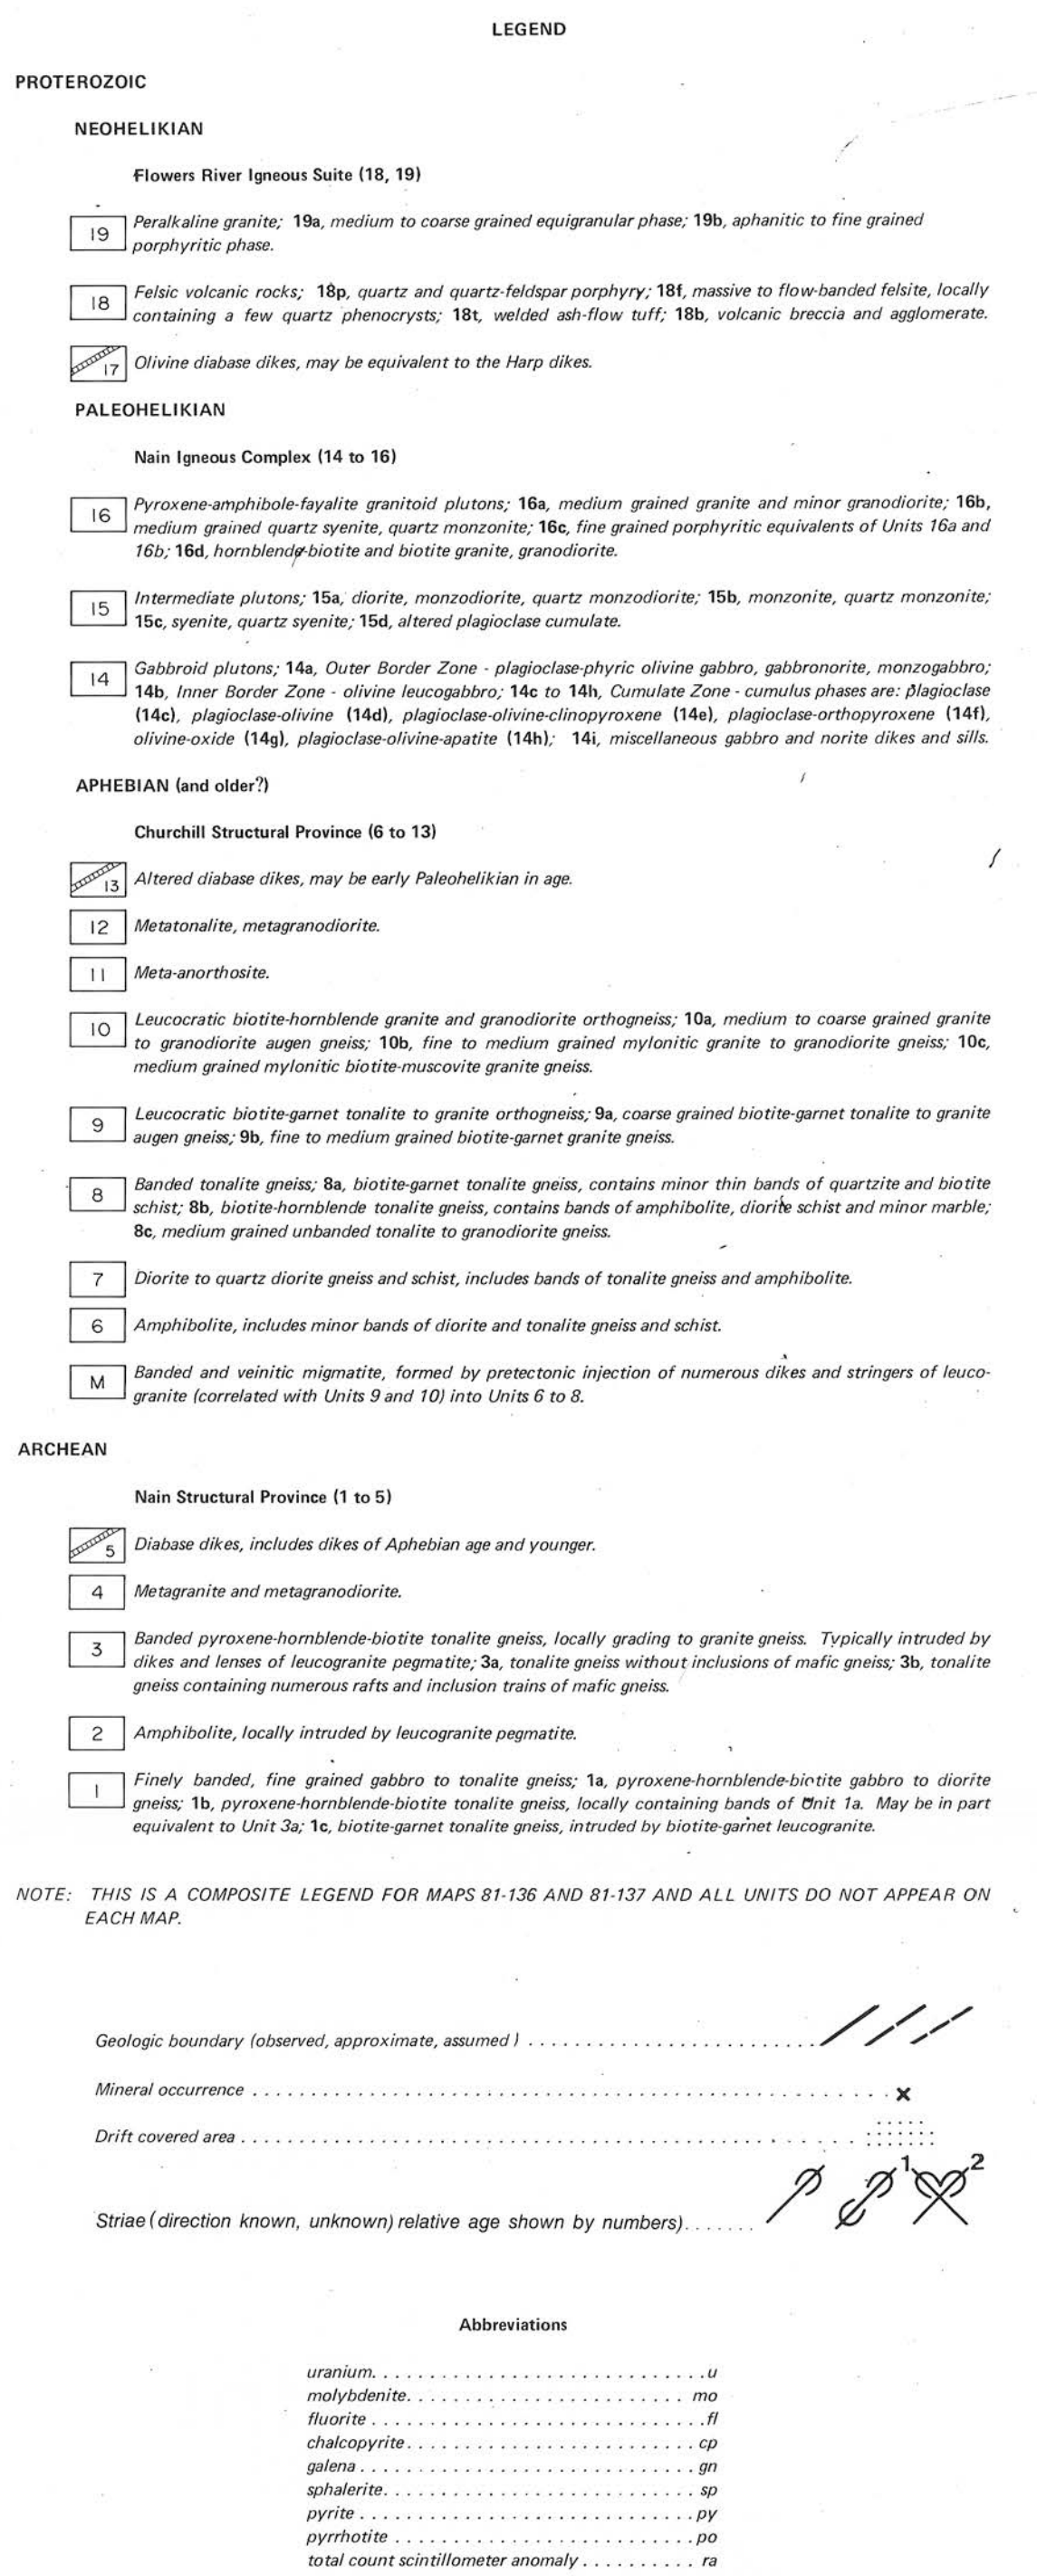 LEGEND
PROTEROZOIC
NEOHELIKIAN
Flowers River Igneous Suite (18, 19)
19 Peralkaline granite; 19a, medium to coarse grained equigranular phase; 19b, aphanitic to fine grained
porphyritic phase.
18 Felsic volcanic rocks; 18p, quartz and quartz-feldspar porphyry; 18f, massive to flow-banded felsite, locally
containing a few quartz phenocrysts; 18t, welded ash-flow tuff; 18b, volcanic breccia and agglomerate.
17 Olivine diabase dikes, may be equivalent to the Harp dikes.
PALEOHELIKIAN
Nain Igneous Complex (14 to 16)
16 Pyroxene-amphibole-fayalite granitoid plutons; 16a, medium grained granite and minor granodiorite; 16b,
medium grained quartz syenite, quartz monzonite; 16c, fine grained porphyritic equivalents of Units 16a and
16b; 16d, hornblende-biotite and biotite granite, granodiorite.
15 Intermediate plutons; 15a, diorite, monzodiorite, quartz monzodiorite; 15b, monzonite, quartz monzonite;
15c, syenite, quartz syenite; 15d, altered plagioclase cumulate.
14 Gabbroid plutons; 14a, Outer Border Zone - plagioclase-phyric olivine gabbro, gabbronorite, monzogabbro;
14b, Inner Border Zone - olivine leucogabbro; 14c to 14h, Cumulate Zone - cumulus phases are: plagioclase
(14c), plagioclase-olivine (14d), plagioclase-olivine-clinopyroxene (14e), plagioclase-orthopyroxene (14f),
olivine-oxide (14g), plagioclase-olivine-apatite (14h); 14i, miscellaneous gabbro and norite dikes and sills.
APHEBIAN (and older?)
Churchill Structural Province (6 to 13)
13 Altered diabase dikes, may be early Paleohelikian in age.
12 Metatonalite, metagranodiorite.
11 Meta-anorthosite.
10 Leucocratic biotite-hornblende granite and granodiorite orthogneiss; 10a, medium to coarse grained granite
to granodiorite augen gneiss; 10b, fine to medium grained mylonitic granite to granodiorite gneiss; 10c,
medium grained mylonitic biotite-muscovite granite gneiss.
9 Leucocratic biotite-garnet tonalite to granite orthogneiss; 9a, coarse grained biotite-garnet tonalite to granite
augen gneiss; 9b, fine to medium grained biotite-garnet granite gneiss.
8 Banded tonalite gneiss; 8a, biotite-garnet tonalite gneiss, contains minor thin bands of quartzite and biotite
schist; 8b, biotite-hornblende tonalite gneiss, contains bands of amphibolite, diorite schist and minor marble;
8c, medium grained unbanded tonalite to granodiorite gneiss.
7 Diorite to quartz diorite gneiss and schist, includes bands of tonalite gneiss and amphibolite.
6 Amphibolite, includes minor bands of diorite and tonalite gneiss and schist.
M Banded and veinitic migmatite, formed by pretectonic injection of numerous dikes and stringers of leuco-
granite (correlated with Units 9 and 10) into Units 6 to 8.
ARCHEAN
Nain Structural Province (1 to 5)
5 Diabase dikes, includes dikes of Aphebian age and younger.
4 Metagranite and metagranodiorite.
3 Banded pyroxene-hornblende-biotite tonalite gneiss, locally grading to granite gneiss. Typically intruded by
dikes and lenses of leucogranite pegmatite; 3a, tonalite gneiss without inclusions of mafic gneiss; 3b, tonalite
gneiss containing numerous rafts and inclusion trains of mafic gneiss.
2 Amphibolite, locally intruded by leucogranite pegmatite.
1 Finely banded, fine grained gabbro to tonalite gneiss; 1a, pyroxene-hornblende-biotite gabbro to diorite
gneiss; 1b, pyroxene-hornblende-biotite tonalite gneiss, locally containing bands of Unit 1a. May be in part
equivalent to Unit 3a; 1c, biotite-garnet tonalite gneiss, intruded by biotite-garnet leucogranite.
NOTE: THIS IS A COMPOSITE LEGEND FOR MAPS 81-136 AND 81-137 AND ALL UNITS DO NOT APPEAR ON
EACH MAP.
Geologic boundary (observed, approximate, assumed )
Mineral occurrence x
Drift covered area
1 2
Striae (direction known, unknown) relative age shown by numbers)
Abbreviations
uranium u
molybdenite mo
fluorite fl
chalcopyrite cp
galena gn
sphalerite sp
pyrite py
pyrrhotite po
total count scintillometer anomaly ra